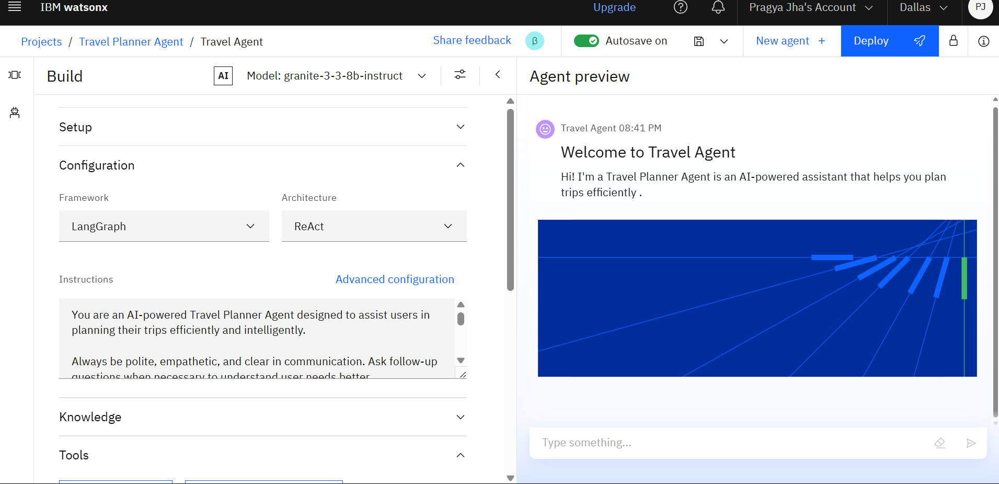 IBM watsonx
Upgrade
Pragya Jha's Account
Dallas
PJ
Projects / Travel Planner Agent / Travel Agent
Share feedback
β
Autosave on
New agent +
Deploy
Build
AI
Model: granite-3-3-8b-instruct
Agent preview
Setup
Configuration
Framework
Architecture
LangGraph
ReAct
Instructions
Advanced configuration
You are an AI-powered Travel Planner Agent designed to assist users in
planning their trips efficiently and intelligently.
Always be polite, empathetic, and clear in communication. Ask follow-up
questions when necessary to understand user needs better.
Knowledge
Tools
Travel Agent 08:41 PM
Welcome to Travel Agent
Hi! I'm a Travel Planner Agent is an AI-powered assistant that helps you plan
trips efficiently .
Type something...